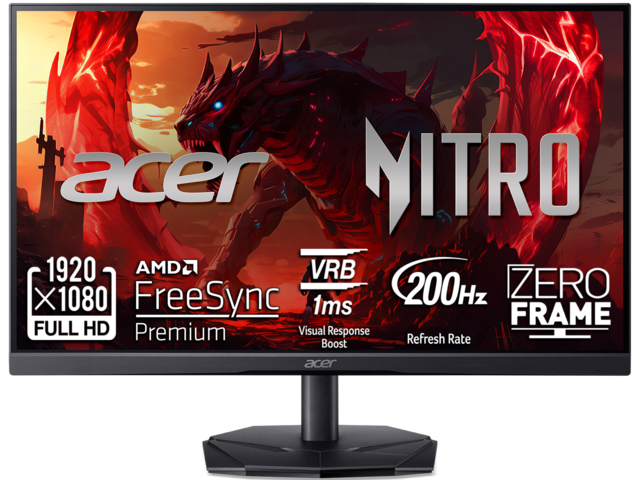 acer NITRO
1920
×1080
FULL HD
AMD
FreeSync
Premium
VRB
1ms
Visual Response
Boost
200Hz
Refresh Rate
ZERO
FRAME
acer